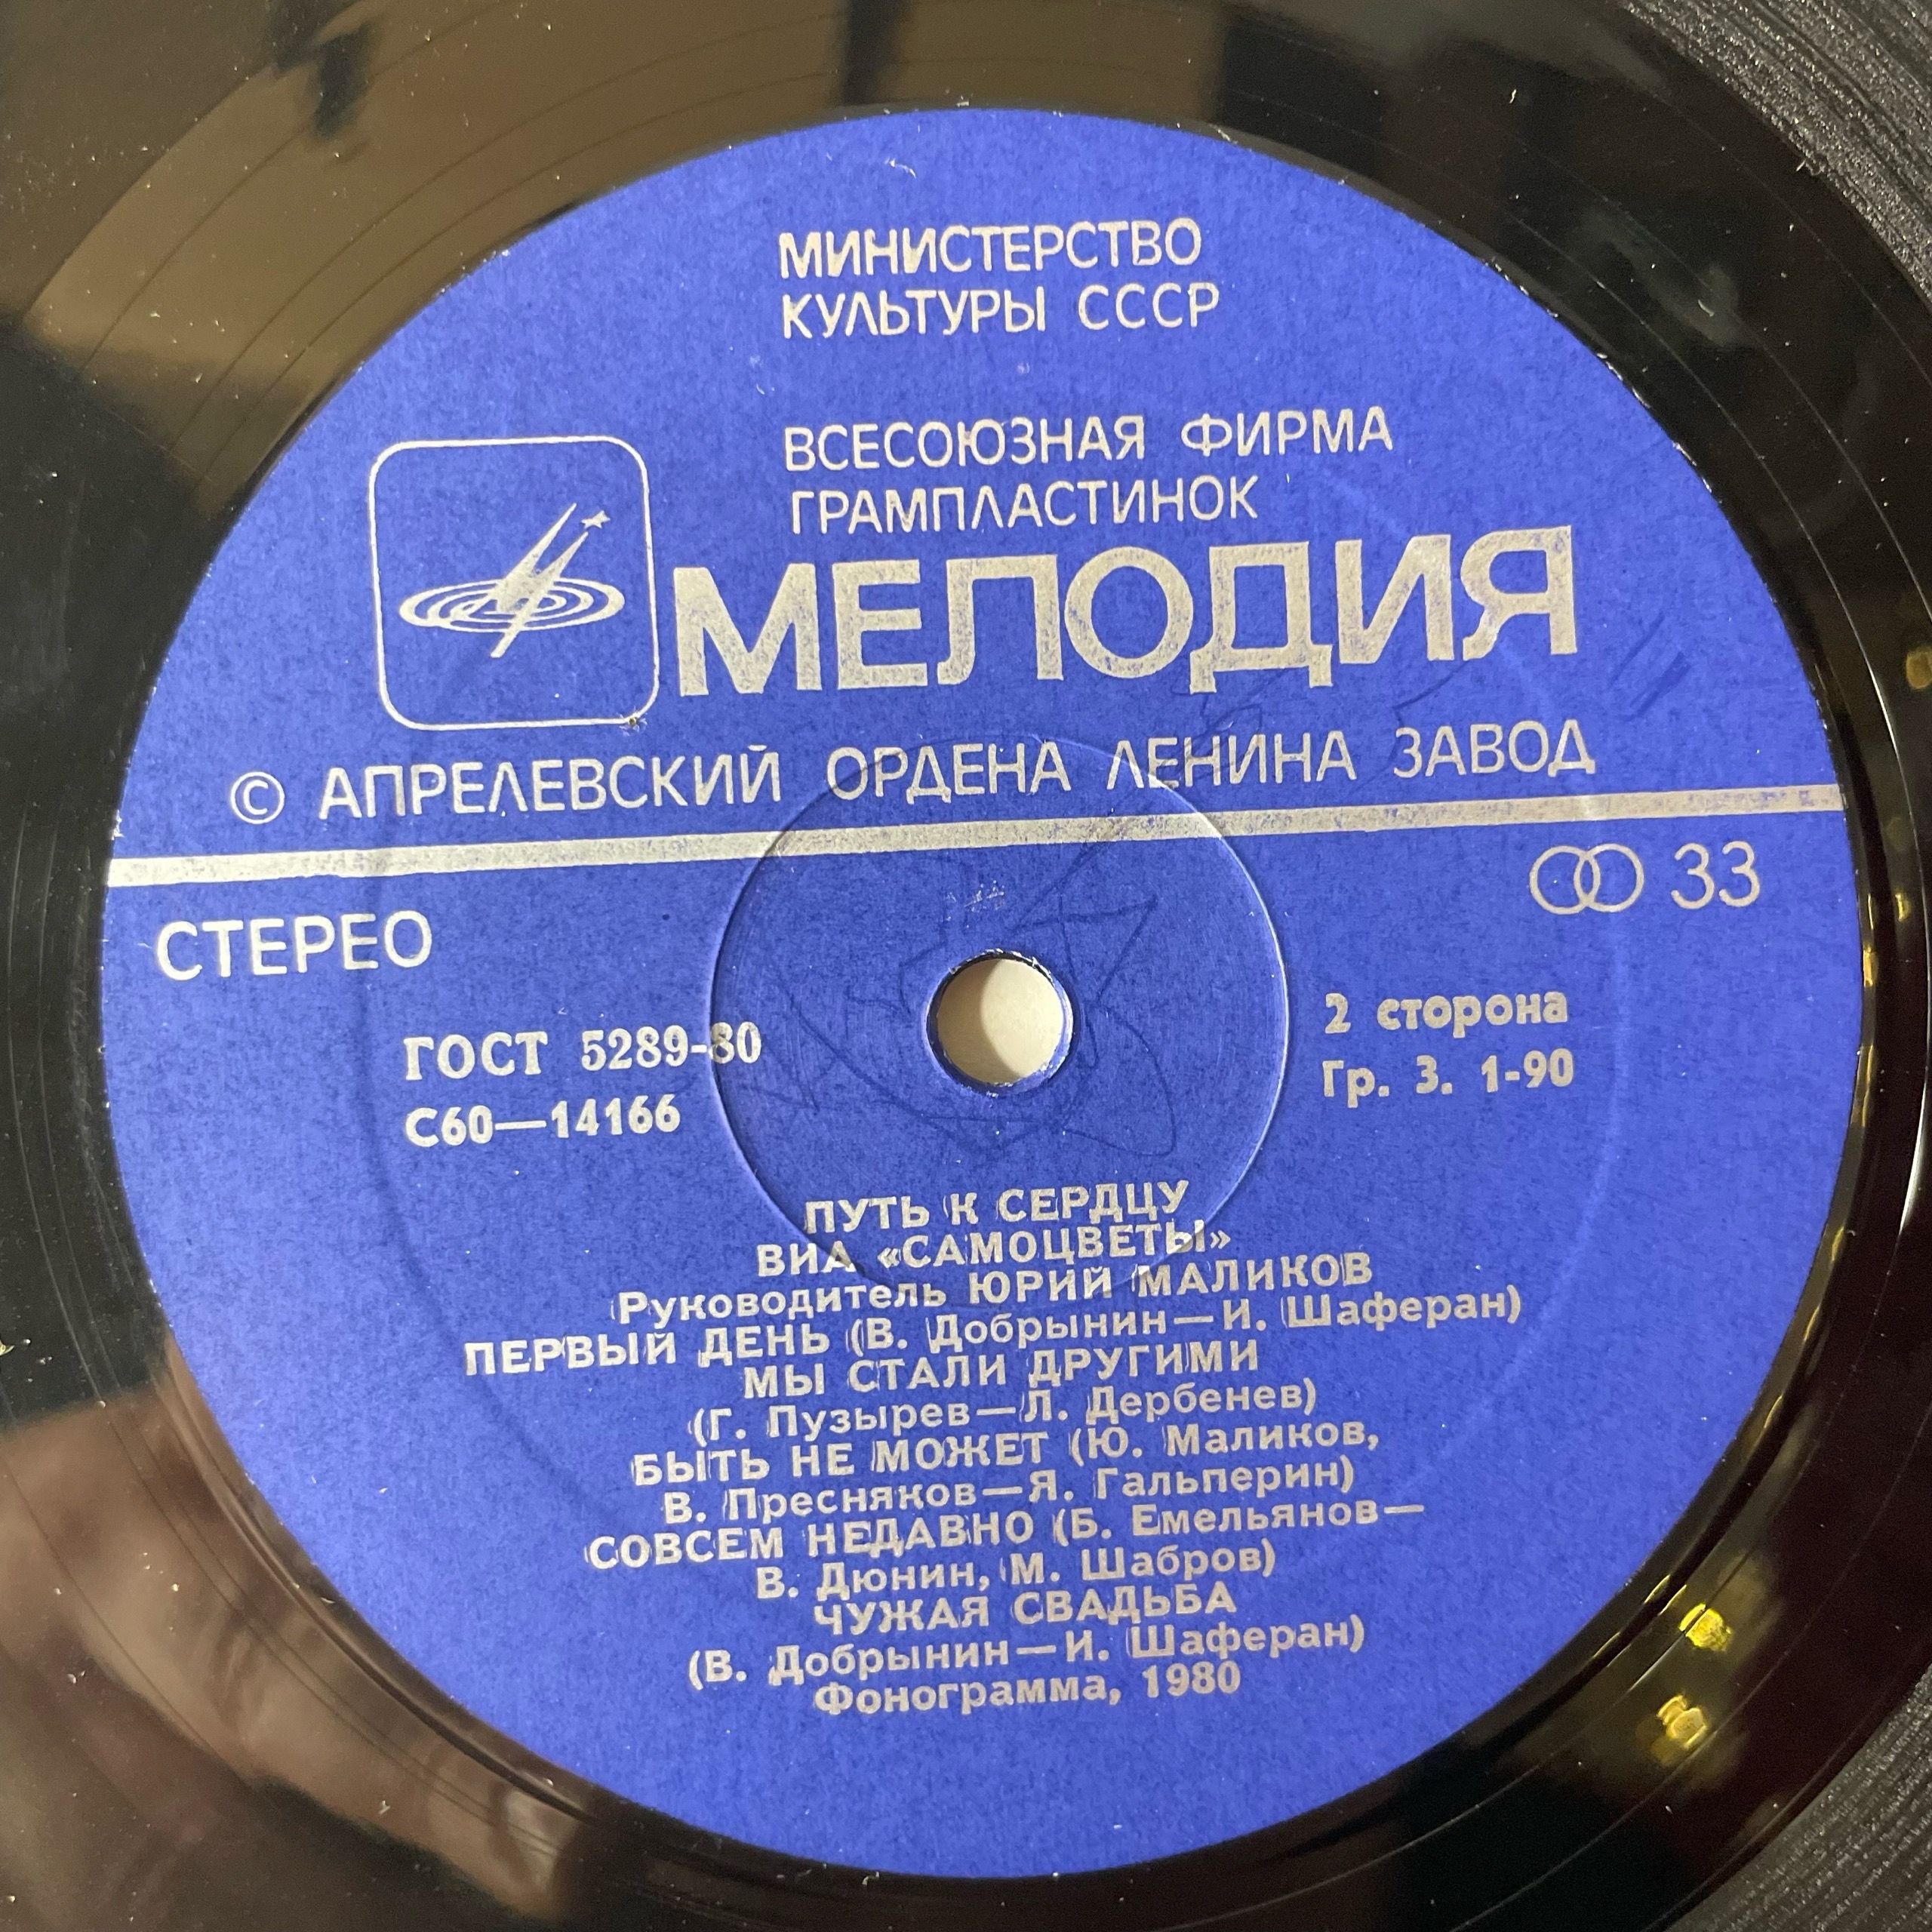 МИНИСТЕРСТВО
КУЛЬТУРЫ СССР
ВСЕСОЮЗНАЯ ФИРМА
ГРАМПЛАСТИНОК
МЕЛОДИЯ
© АПРЕЛЕВСКИЙ ОРДЕНА ЛЕНИНА ЗАВОД
33
СТЕРЕО
ГОСТ 5289-80
С60—14166
2 сторона
Гр. 3. 1-90
ПУТЬ К СЕРДЦУ
ВИА «САМОЦВЕТЫ»
Руководитель ЮРИЙ МАЛИКОВ
ПЕРВЫЙ ДЕНЬ (В. Добрынин—И. Шаферан)
МЫ СТАЛИ ДРУГИМИ
(Г. Пузырев—Л. Дербенев)
БЫТЬ НЕ МОЖЕТ (Ю. Маликов,
В. Пресняков—Я. Гальперин)
СОВСЕМ НЕДАВНО (Б. Емельянов—
В. Дюнин, М. Шабров)
ЧУЖАЯ СВАДЬБА
(В. Добрынин—И. Шаферан)
Фонограмма, 1980